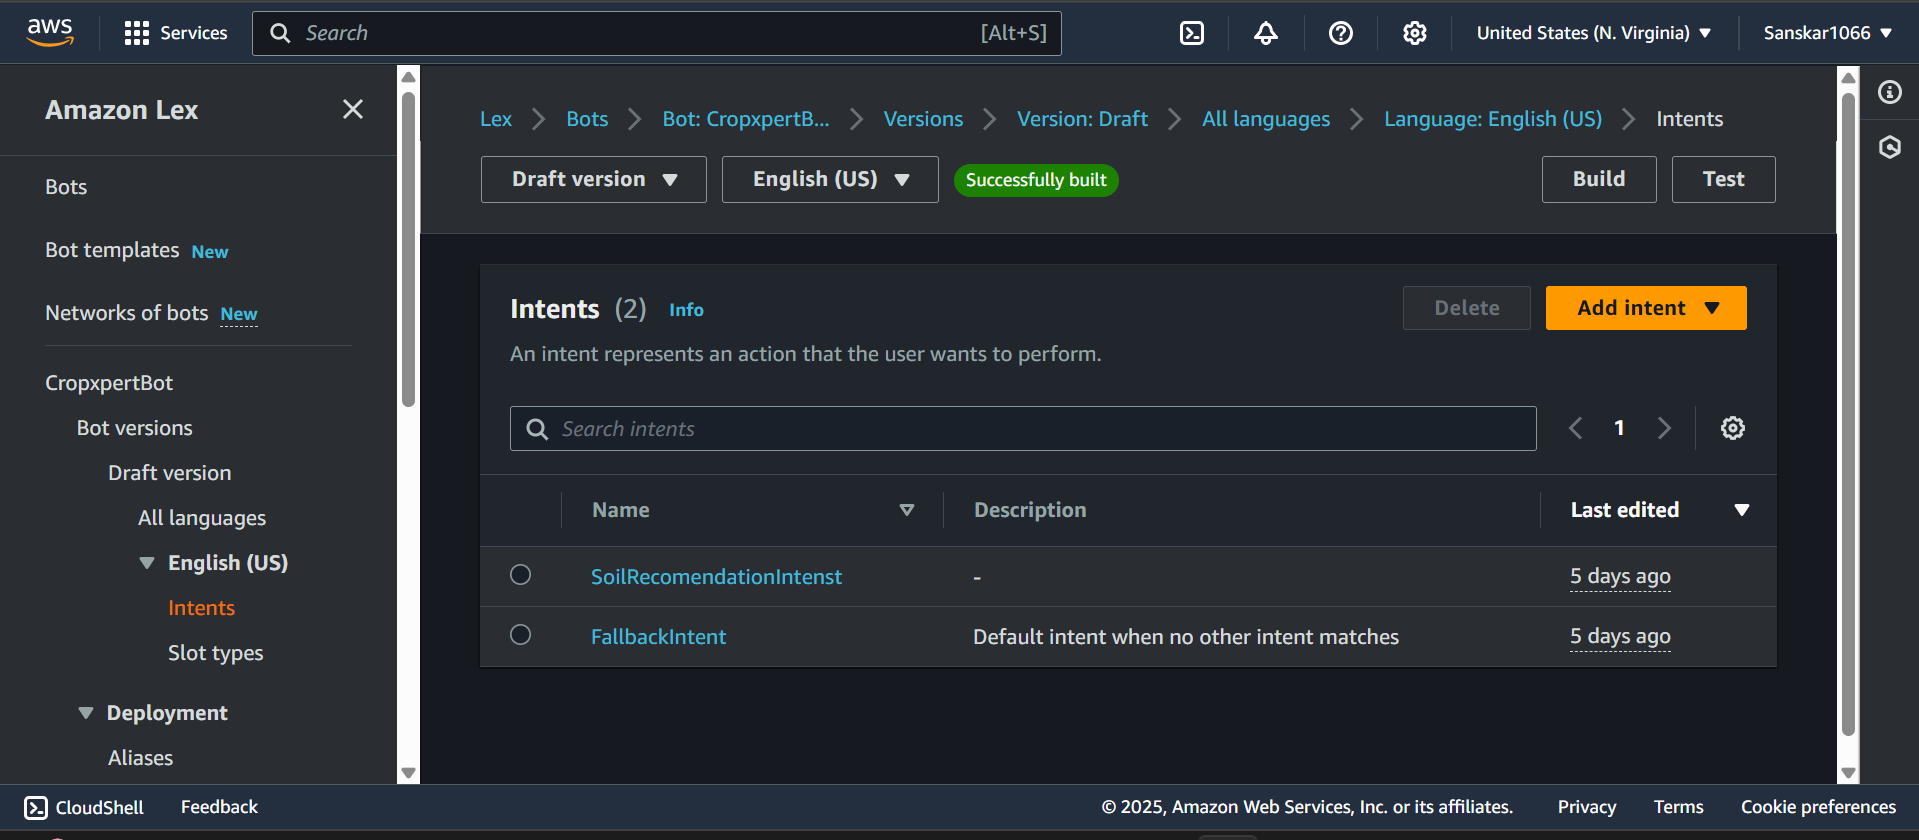 aws Services Search [Alt+S] United States (N. Virginia) Sanskar1066
Amazon Lex
Bots
Bot templates New
Networks of bots New
CropxpertBot
Bot versions
Draft version
All languages
English (US)
Intents
Slot types
Deployment
Aliases
Lex Bots Bot: CropxpertB... Versions Version: Draft All languages Language: English (US) Intents
Draft version English (US) Successfully built Build Test
Intents (2) Info Delete Add intent
An intent represents an action that the user wants to perform.
Search intents 1
Name Description Last edited
SoilRecomendationIntenst - 5 days ago
FallbackIntent Default intent when no other intent matches 5 days ago
CloudShell Feedback © 2025, Amazon Web Services, Inc. or its affiliates. Privacy Terms Cookie preferences